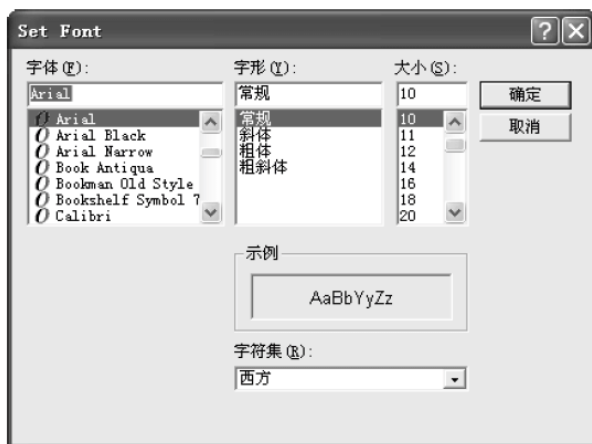 Set Font
字体(F):
Arial
Arial
Arial Black
Arial Narrow
Book Antiqua
Bookman Old Style
Bookshelf Symbol 7
Calibri
字形(Y):
常规
常规
斜体
粗体
粗斜体
大小(S):
10
10
11
12
14
16
18
20
确定
取消
示例
AaBbYyZz
字符集(R):
西方